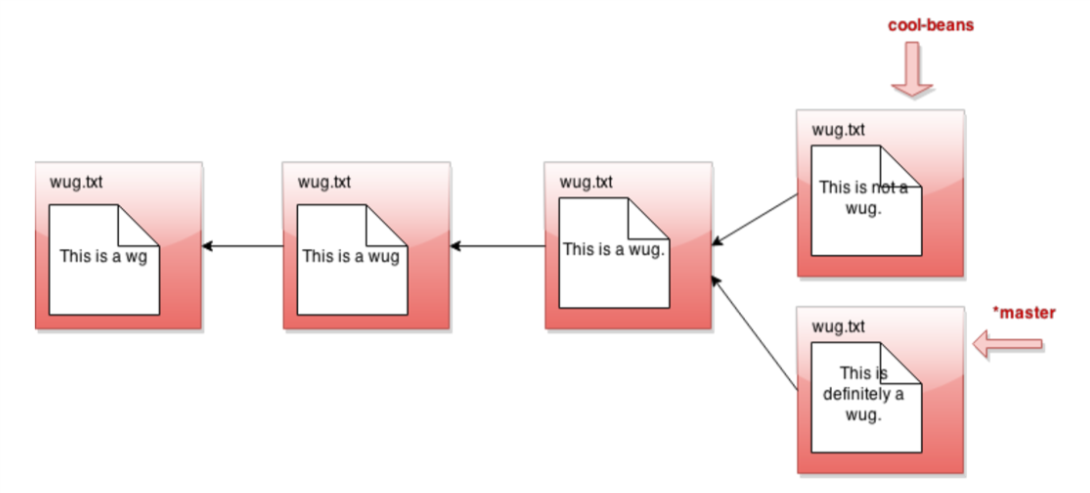 cool-beans
wug.txt
This is not a
wug.
wug.txt
This is a wg
wug.txt
This is a wug
wug.txt
This is a wug.
*master
wug.txt
This is
definitely a
wug.